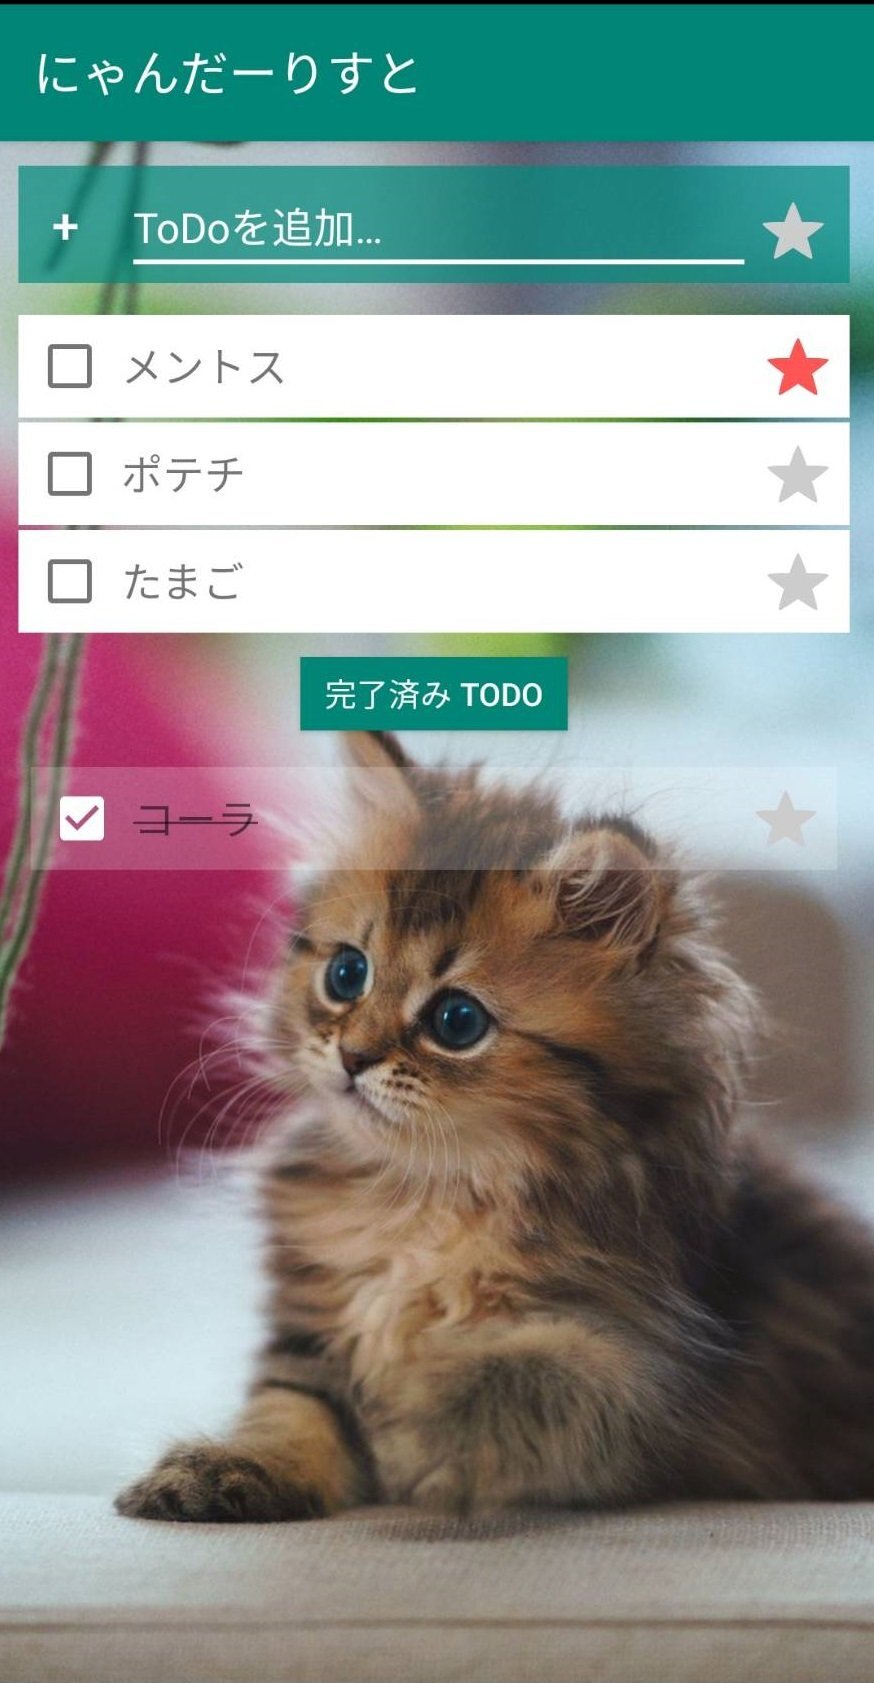 にゃんだーりすと
+ ToDoを追加...
メントス
ポテチ
たまご
完了済み TODO
コーラ